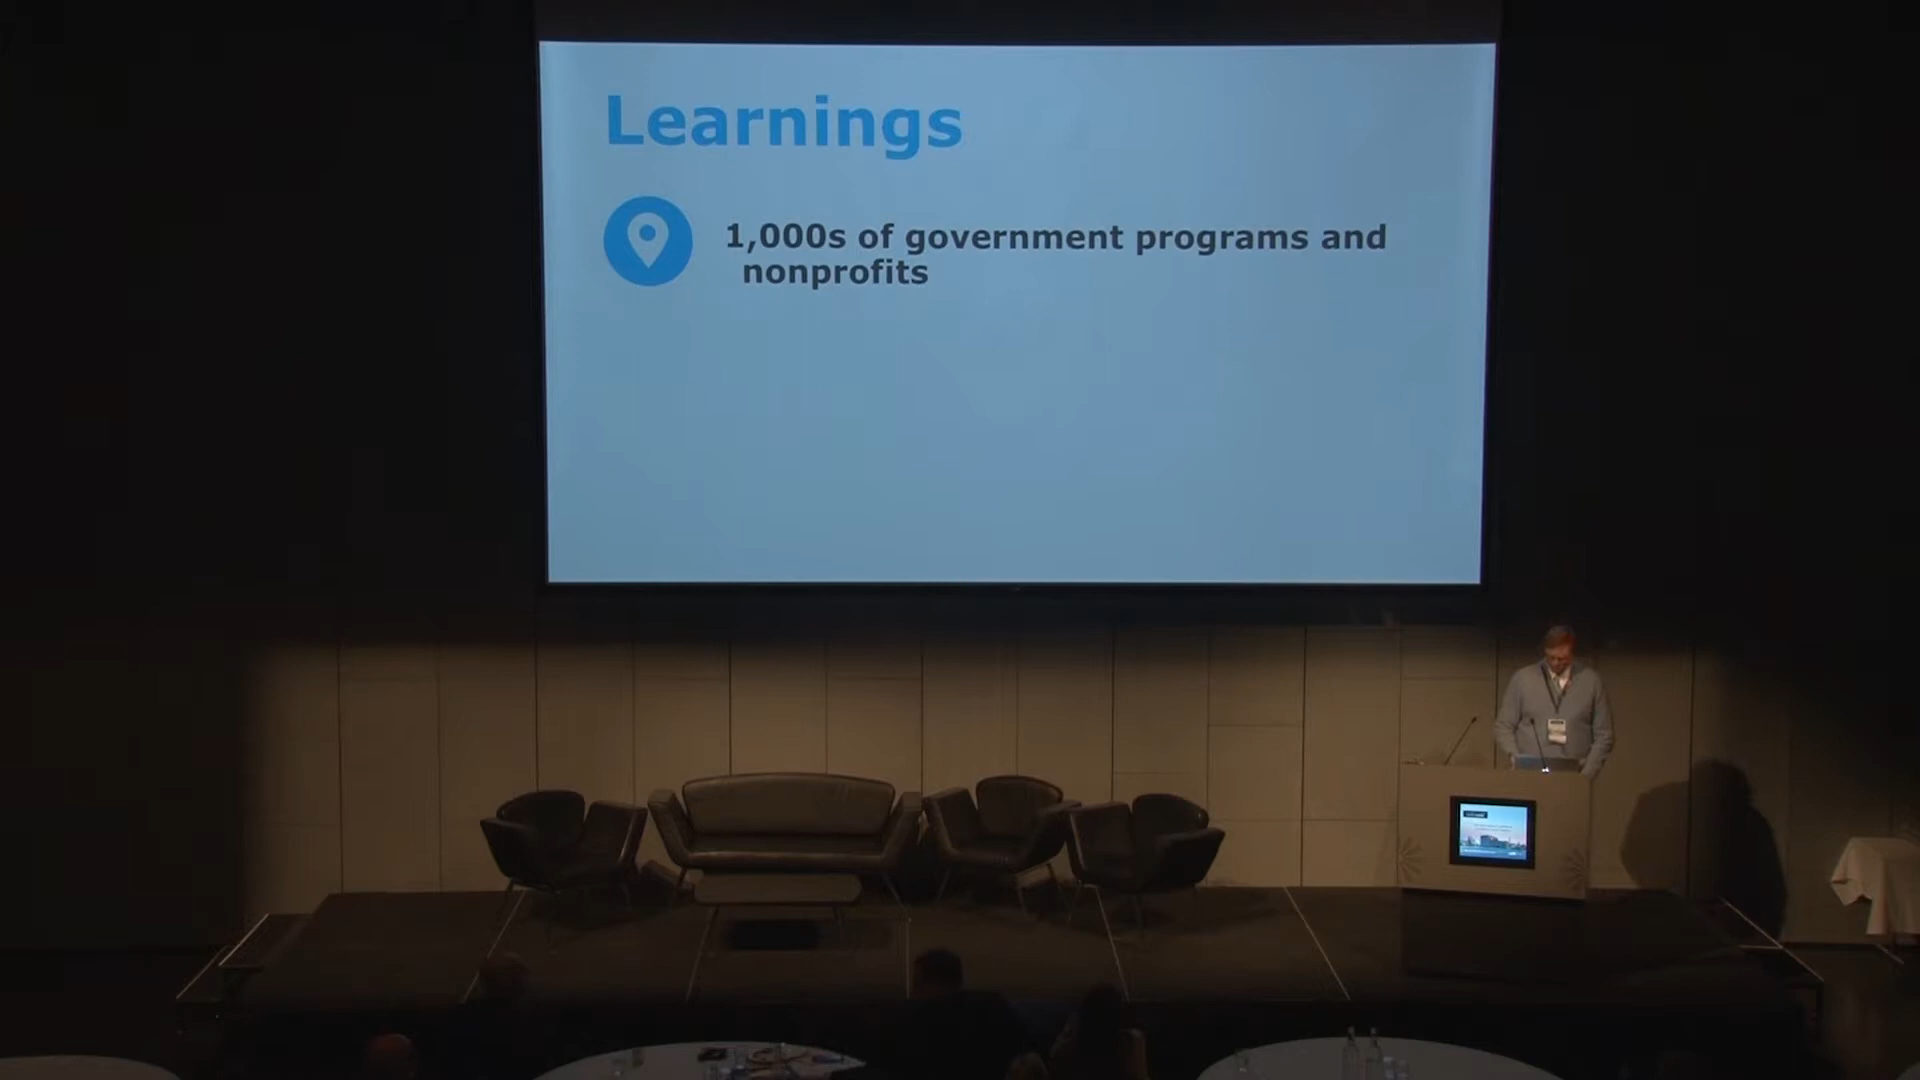 Learnings
1,000s of government programs and
nonprofits